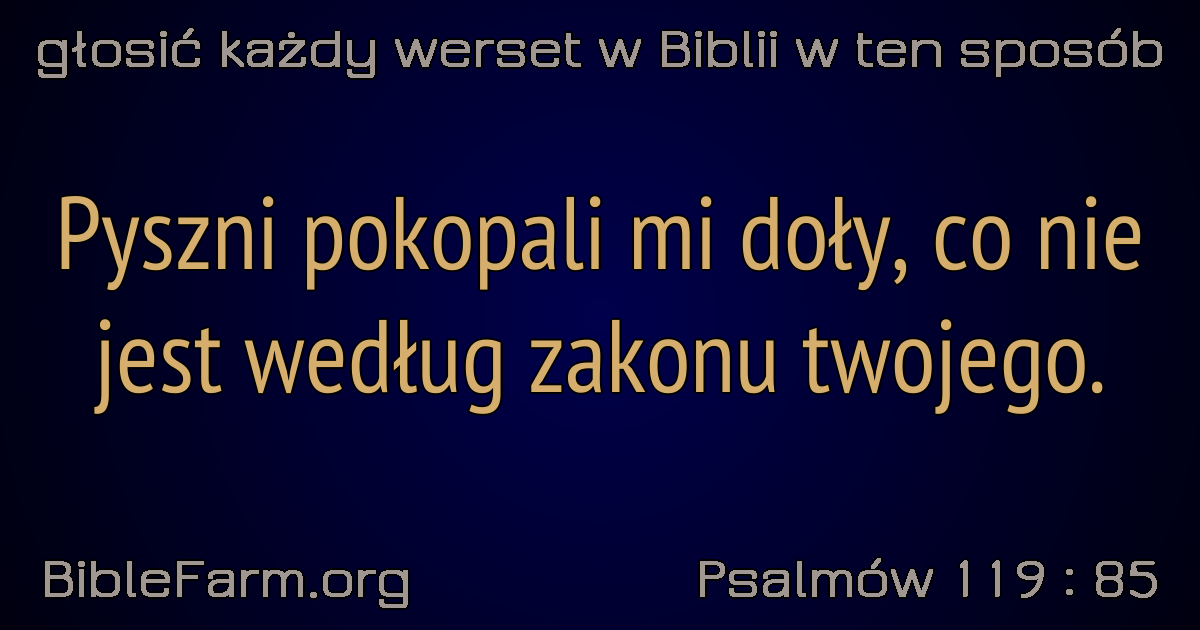 głosić każdy werset w Biblii w ten sposób
Pyszni pokopali mi doły, co nie
jest według zakonu twojego.
BibleFarm.org
Psalmów 119 : 85